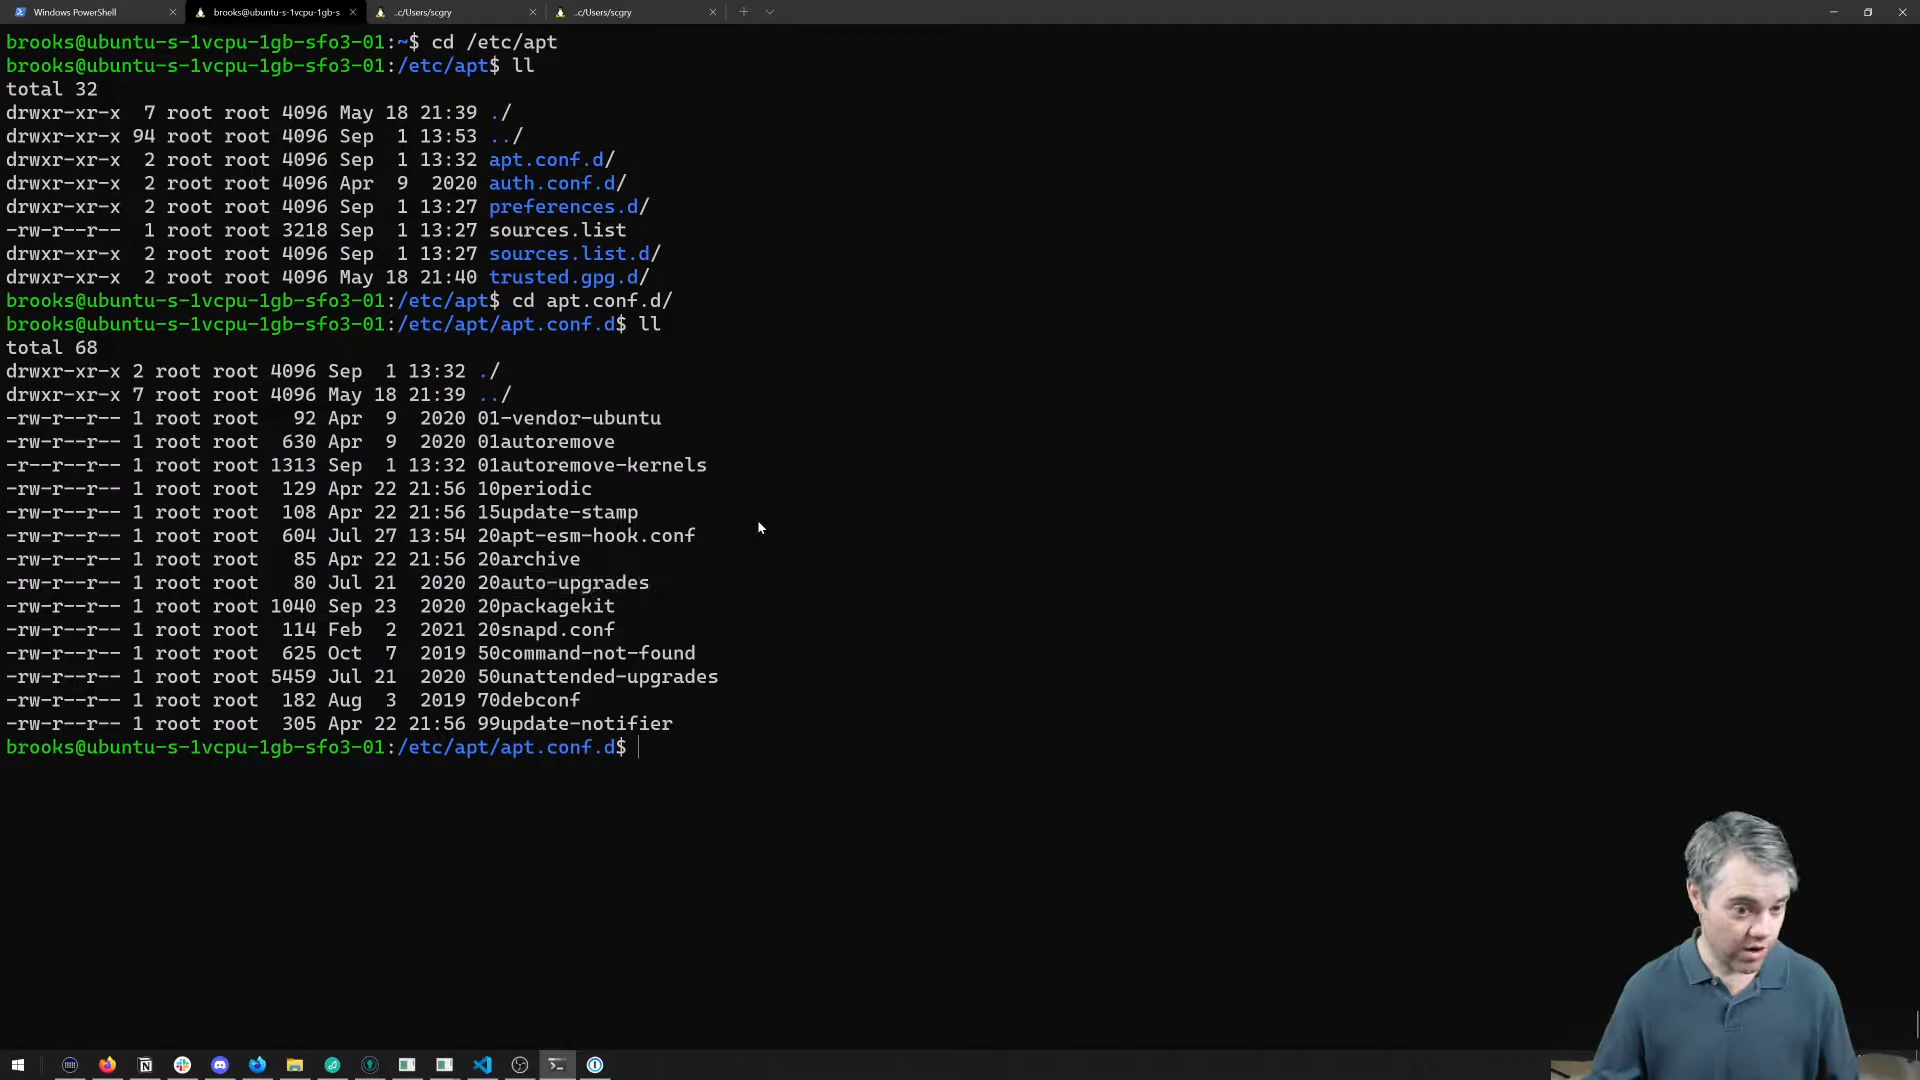 Windows PowerShell
brooks@ubuntu-s-1vcpu-1gb-s
..c/Users/scgry
..c/Users/scgry
brooks@ubuntu-s-1vcpu-1gb-sfo3-01:~$ cd /etc/apt
brooks@ubuntu-s-1vcpu-1gb-sfo3-01:/etc/apt$ ll
total 32
drwxr-xr-x  7 root root 4096 May 18 21:39 ./
drwxr-xr-x 94 root root 4096 Sep  1 13:53 ../
drwxr-xr-x  2 root root 4096 Sep  1 13:32 apt.conf.d/
drwxr-xr-x  2 root root 4096 Apr  9  2020 auth.conf.d/
drwxr-xr-x  2 root root 4096 Sep  1 13:27 preferences.d/
-rw-r--r--  1 root root 3218 Sep  1 13:27 sources.list
drwxr-xr-x  2 root root 4096 Sep  1 13:27 sources.list.d/
drwxr-xr-x  2 root root 4096 May 18 21:40 trusted.gpg.d/
brooks@ubuntu-s-1vcpu-1gb-sfo3-01:/etc/apt$ cd apt.conf.d/
brooks@ubuntu-s-1vcpu-1gb-sfo3-01:/etc/apt/apt.conf.d$ ll
total 68
drwxr-xr-x 2 root root 4096 Sep  1 13:32 ./
drwxr-xr-x 7 root root 4096 May 18 21:39 ../
-rw-r--r-- 1 root root   92 Apr  9  2020 01-vendor-ubuntu
-rw-r--r-- 1 root root  630 Apr  9  2020 01autoremove
-r--r--r-- 1 root root 1313 Sep  1 13:32 01autoremove-kernels
-rw-r--r-- 1 root root  129 Apr 22 21:56 10periodic
-rw-r--r-- 1 root root  108 Apr 22 21:56 15update-stamp
-rw-r--r-- 1 root root  604 Jul 27 13:54 20apt-esm-hook.conf
-rw-r--r-- 1 root root   85 Apr 22 21:56 20archive
-rw-r--r-- 1 root root   80 Jul 21  2020 20auto-upgrades
-rw-r--r-- 1 root root 1040 Sep 23  2020 20packagekit
-rw-r--r-- 1 root root  114 Feb  2  2021 20snapd.conf
-rw-r--r-- 1 root root  625 Oct  7  2019 50command-not-found
-rw-r--r-- 1 root root 5459 Jul 21  2020 50unattended-upgrades
-rw-r--r-- 1 root root  182 Aug  3  2019 70debconf
-rw-r--r-- 1 root root  305 Apr 22 21:56 99update-notifier
brooks@ubuntu-s-1vcpu-1gb-sfo3-01:/etc/apt/apt.conf.d$